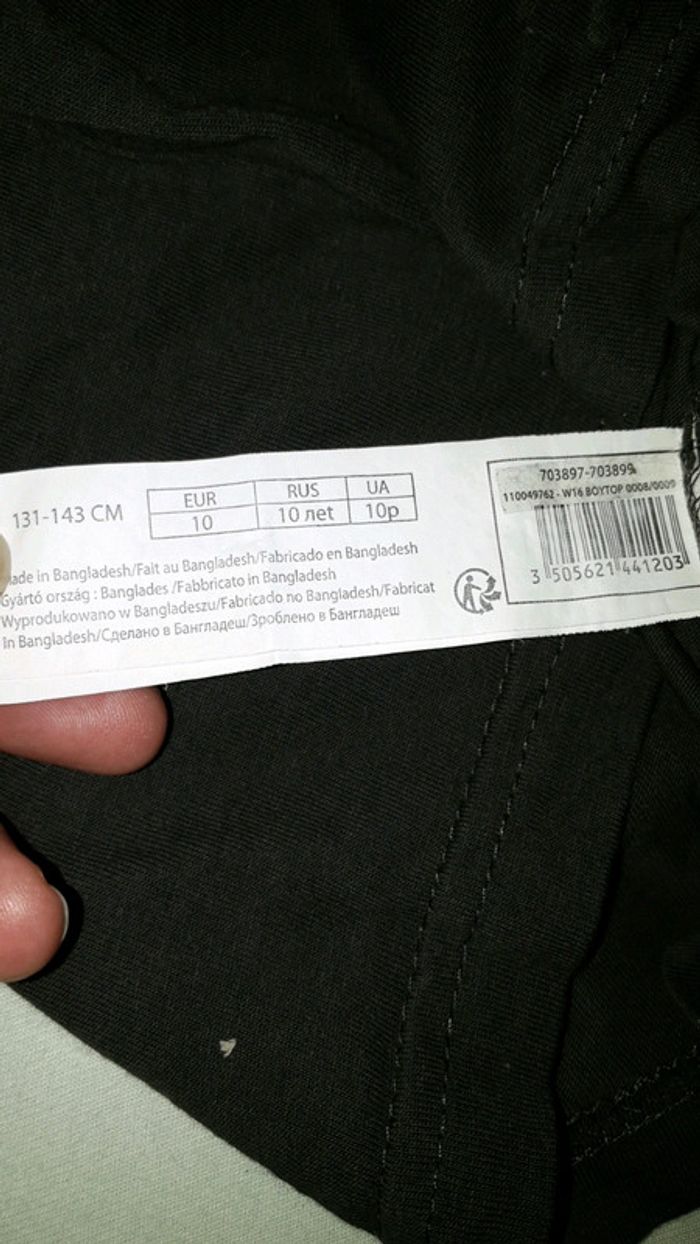 131-143 CM
EUR RUS UA
10 10 лет 10р
ade in Bangladesh/Fait au Bangladesh/Fabricado en Bangladesh
Gyártó ország : Banglades /Fabbricato in Bangladesh
Wyprodukowano w Bangladeszu/Fabricado no Bangladesh/Fabricat
în Bangladesh/Сделано в Бангладеш/Зроблено в Бангладеш
703897-703899
110049762 - W16 BOYTOP 0008/0009
3 505621 441203